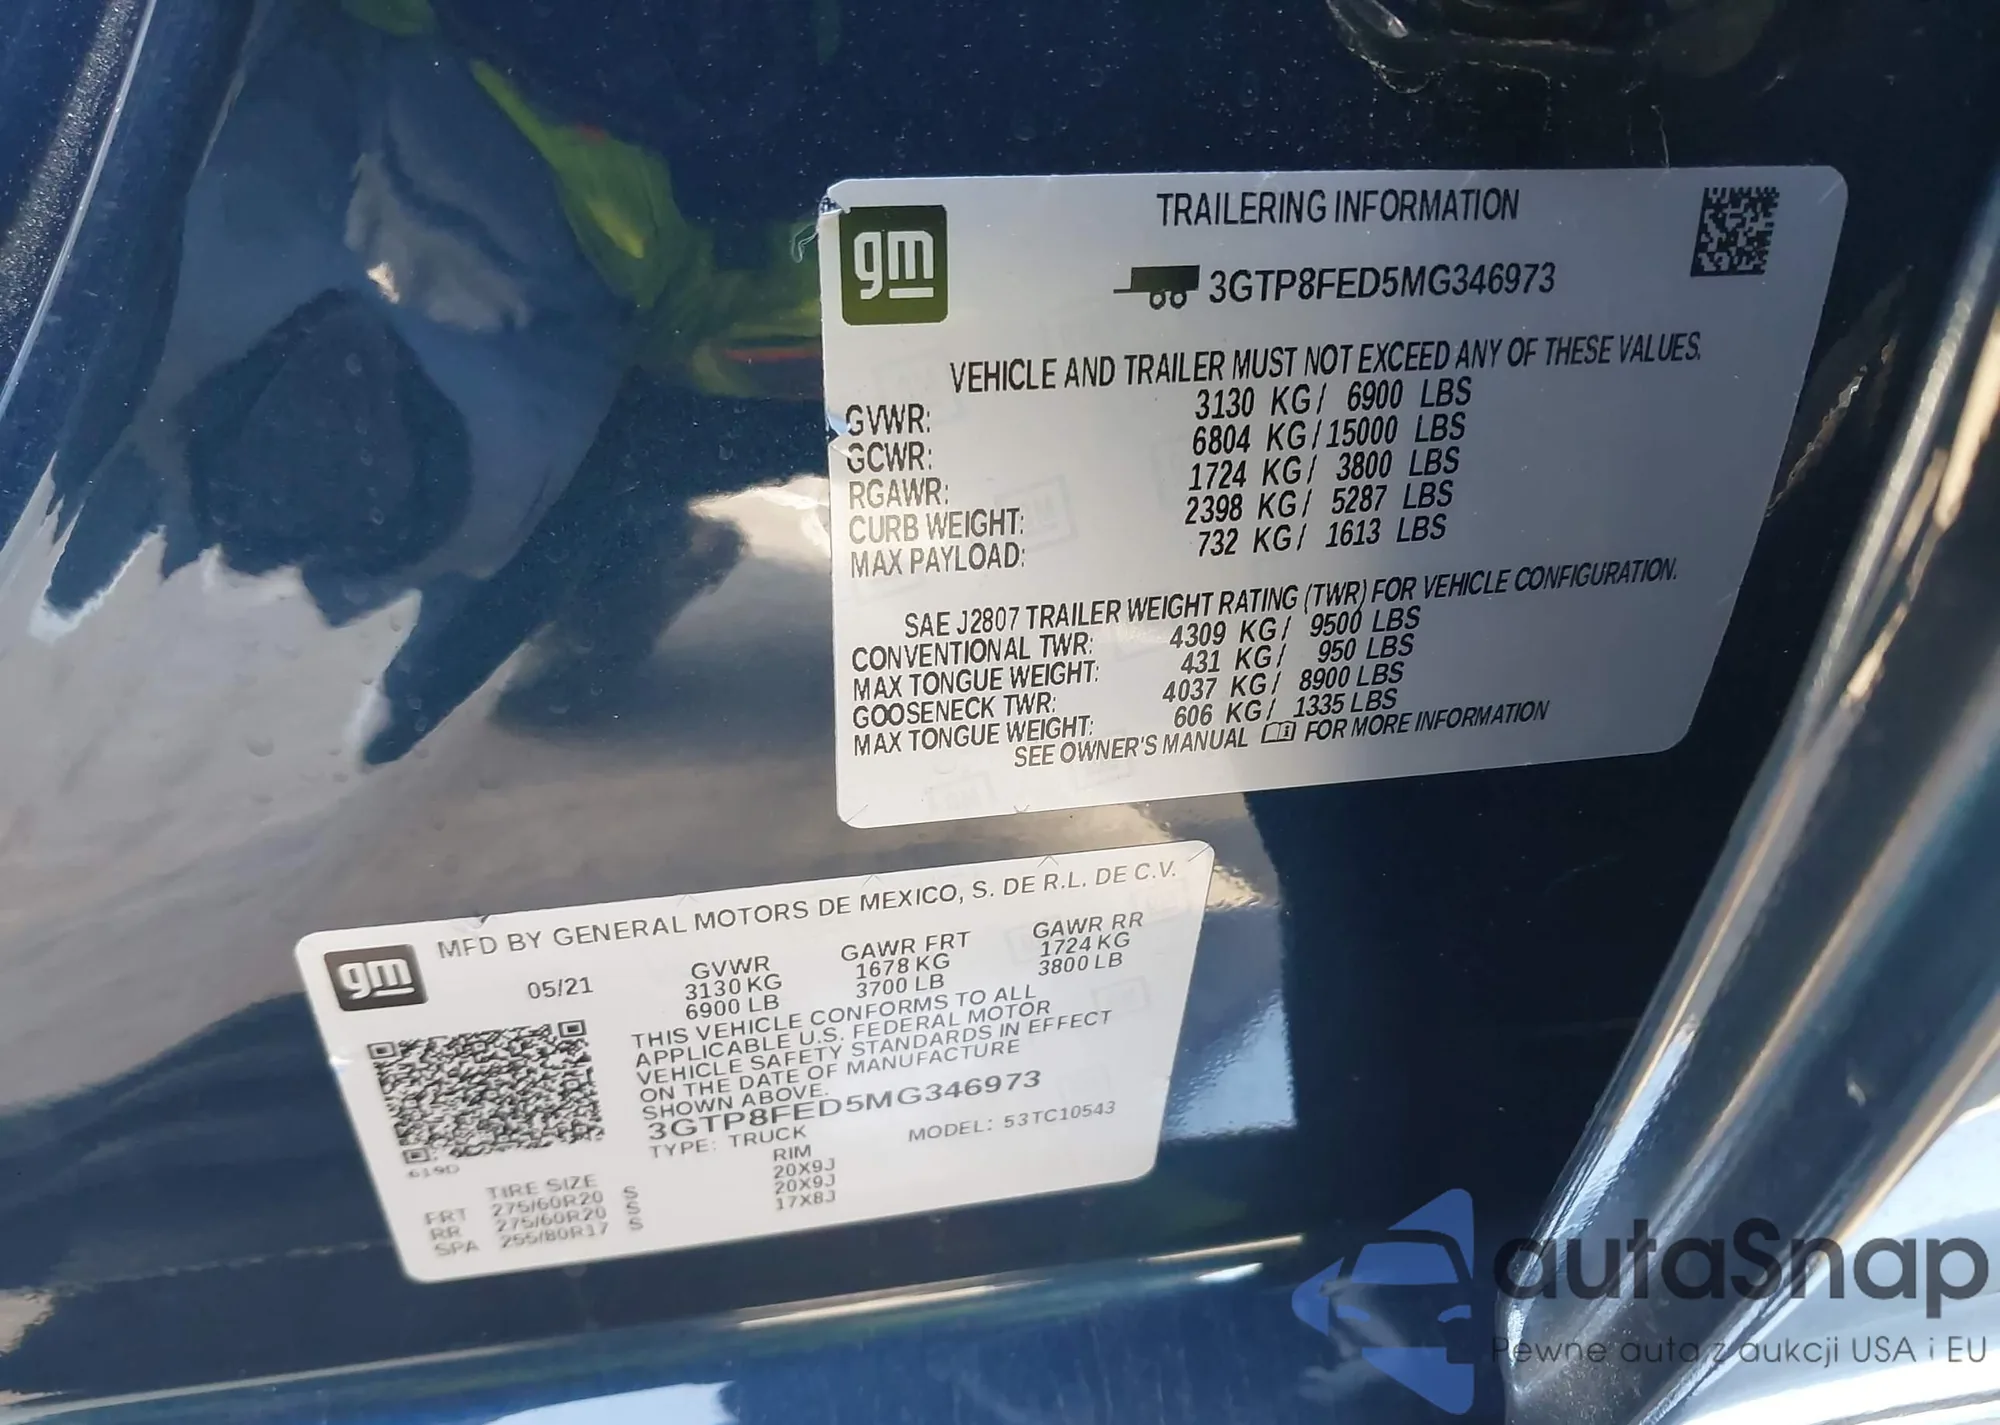 gm
TRAILERING INFORMATION
3GTP8FED5MG346973
VEHICLE AND TRAILER MUST NOT EXCEED ANY OF THESE VALUES.
GVWR: 3130 KG/ 6900 LBS
GCWR: 6804 KG/15000 LBS
RGAWR: 1724 KG/ 3800 LBS
CURB WEIGHT: 2398 KG/ 5287 LBS
MAX PAYLOAD: 732 KG/ 1613 LBS
SAE J2807 TRAILER WEIGHT RATING (TWR) FOR VEHICLE CONFIGURATION.
CONVENTIONAL TWR: 4309 KG/ 9500 LBS
MAX TONGUE WEIGHT: 431 KG/ 950 LBS
GOOSENECK TWR: 4037 KG/ 8900 LBS
MAX TONGUE WEIGHT: 606 KG/ 1335 LBS
SEE OWNER'S MANUAL FOR MORE INFORMATION
gm
MFD BY GENERAL MOTORS DE MEXICO, S. DE R.L. DE C.V.
05/21 GVWR GAWR FRT GAWR RR
3130 KG 1678 KG 1724 KG
6900 LB 3700 LB 3800 LB
THIS VEHICLE CONFORMS TO ALL
APPLICABLE U.S. FEDERAL MOTOR
VEHICLE SAFETY STANDARDS IN EFFECT
ON THE DATE OF MANUFACTURE
SHOWN ABOVE.
3GTP8FED5MG346973
TYPE: TRUCK MODEL: 53TC10543
619D
TIRE SIZE RIM
FRT 275/60R20 S 20X9J
RR 275/60R20 S 20X9J
SPA 255/80R17 S 17X8J
autaSnap
Pewne auta z aukcji USA i EU